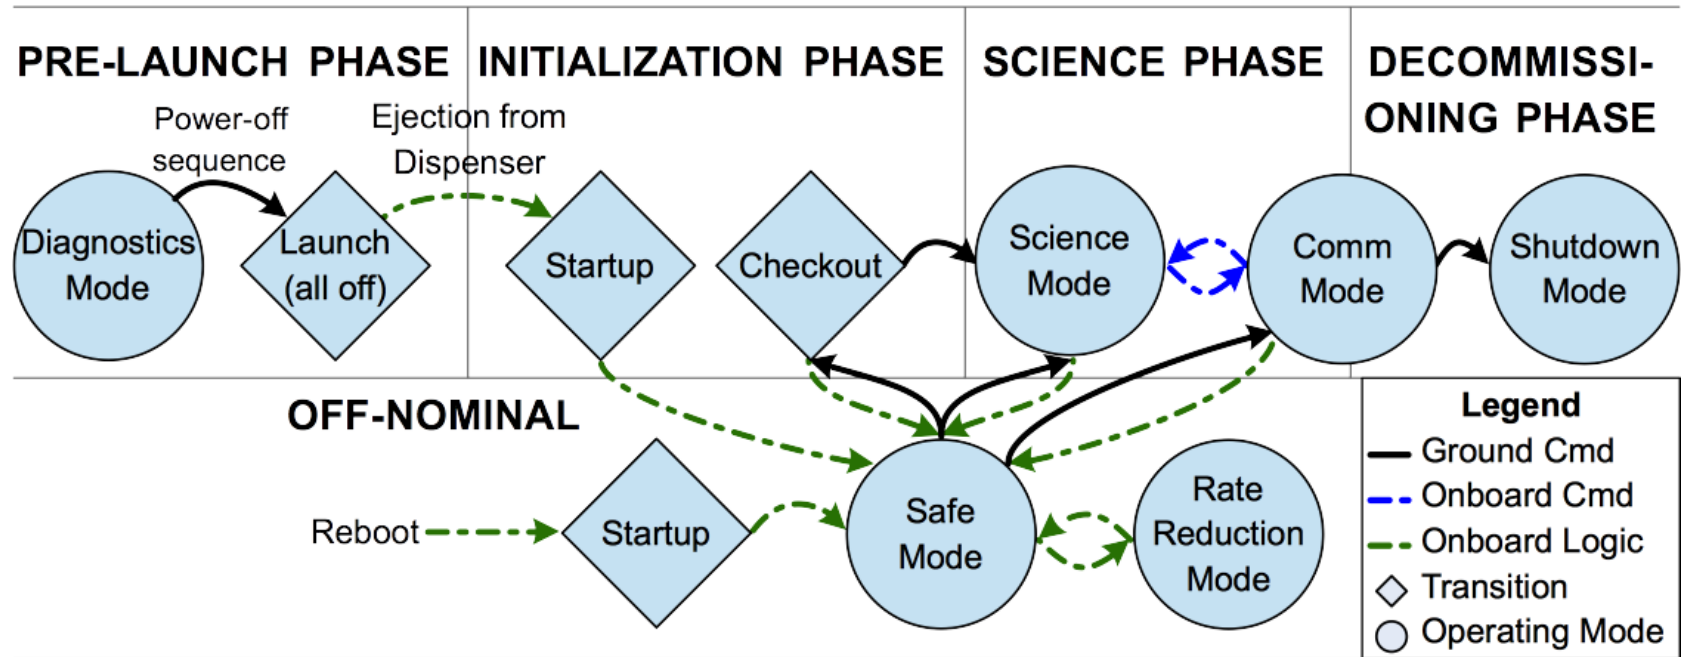 PRE-LAUNCH PHASE
INITIALIZATION PHASE
SCIENCE PHASE
DECOMMISSI-
ONING PHASE
Power-off
sequence
Ejection from
Dispenser
Diagnostics
Mode
Launch
(all off)
Startup
Checkout
Science
Mode
Comm
Mode
Shutdown
Mode
OFF-NOMINAL
Reboot
Startup
Safe
Mode
Rate
Reduction
Mode
Legend
Ground Cmd
Onboard Cmd
Onboard Logic
Transition
Operating Mode